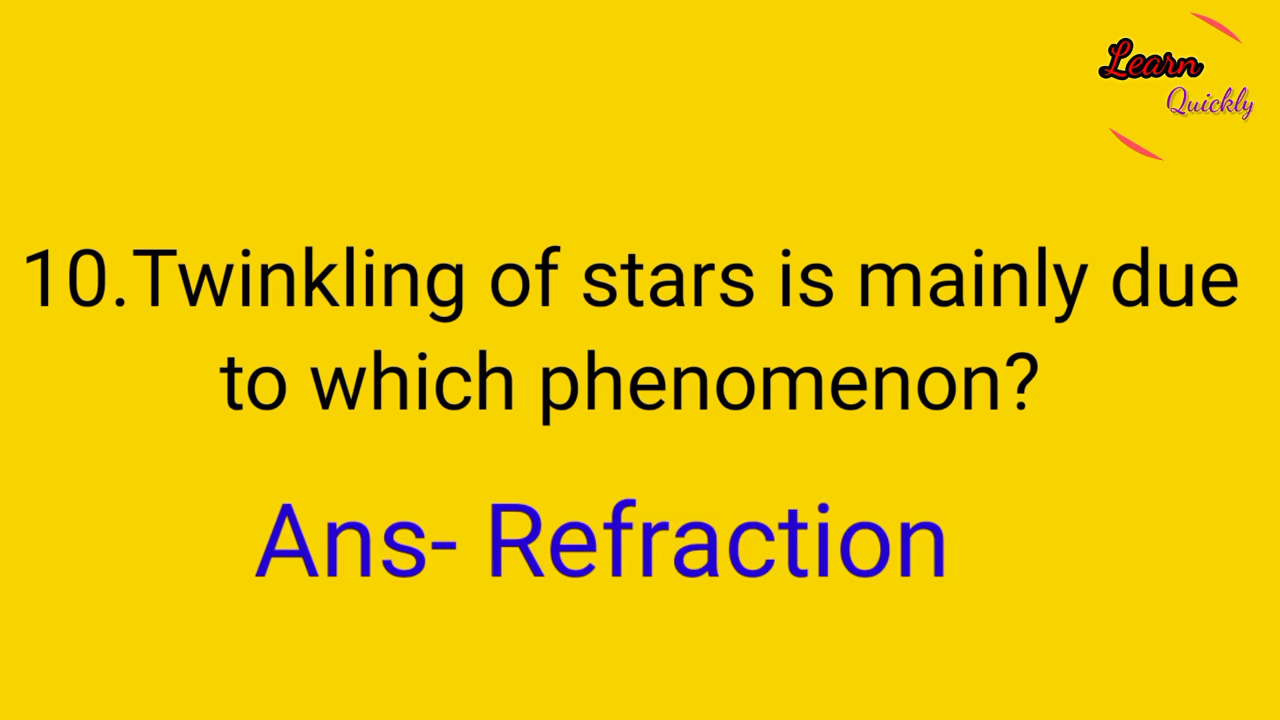 Learn
Quickly
10.Twinkling of stars is mainly due
to which phenomenon?
Ans- Refraction